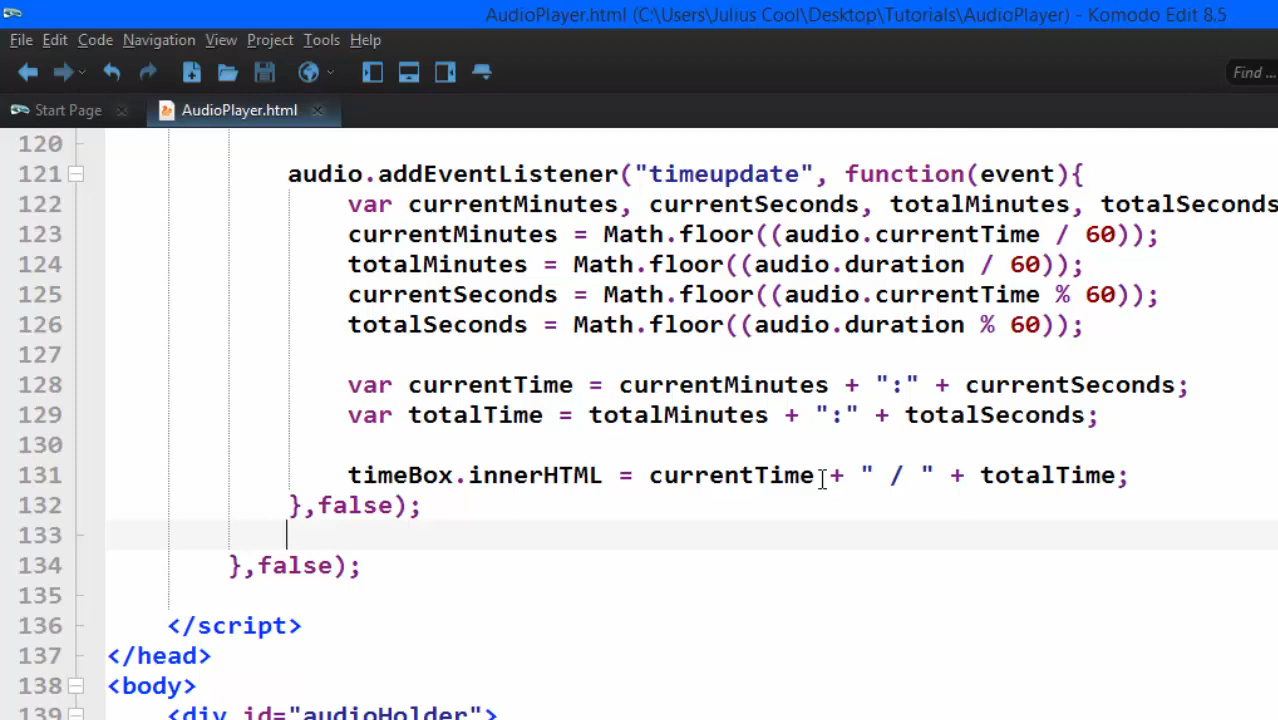 AudioPlayer.html (C:\Users\Julius Cool\Desktop\Tutorials\AudioPlayer) - Komodo Edit 8.5
File Edit Code Navigation View Project Tools Help
Find ...
Start Page AudioPlayer.html
120
121 audio.addEventListener("timeupdate", function(event){
122 var currentMinutes, currentSeconds, totalMinutes, totalSeconds
123 currentMinutes = Math.floor((audio.currentTime / 60));
124 totalMinutes = Math.floor((audio.duration / 60));
125 currentSeconds = Math.floor((audio.currentTime % 60));
126 totalSeconds = Math.floor((audio.duration % 60));
127
128 var currentTime = currentMinutes + ":" + currentSeconds;
129 var totalTime = totalMinutes + ":" + totalSeconds;
130
131 timeBox.innerHTML = currentTime + " / " + totalTime;
132 },false);
133
134 },false);
135
136 </script>
137 </head>
138 <body>
139 <div id="audioHolder">